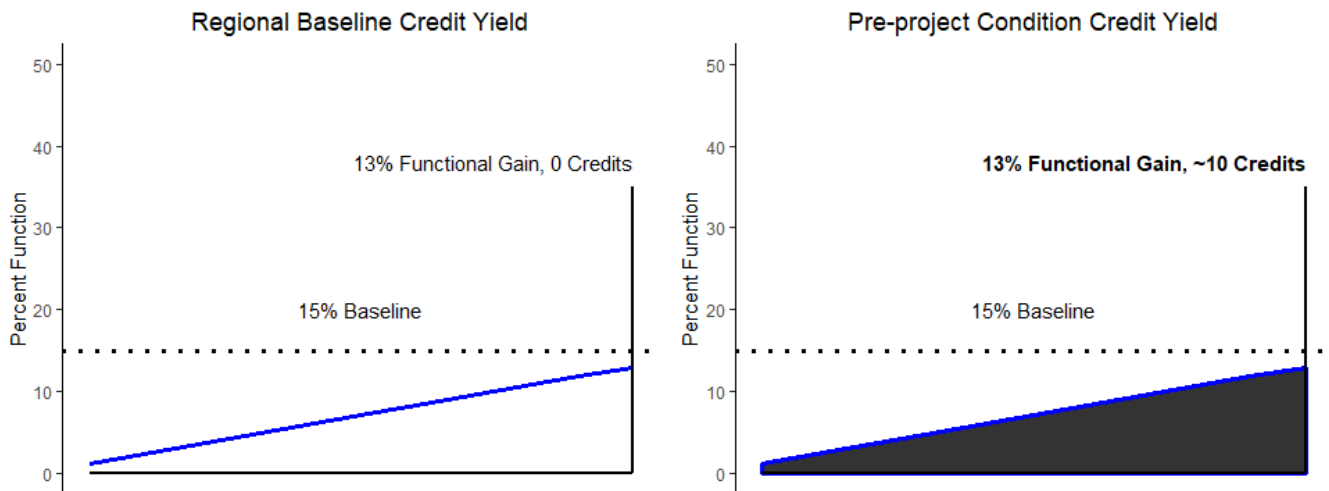 Regional Baseline Credit Yield
Percent Function
50
40
30
20
10
0
13% Functional Gain, 0 Credits
15% Baseline
Pre-project Condition Credit Yield
Percent Function
50
40
30
20
10
0
13% Functional Gain, ~10 Credits
15% Baseline